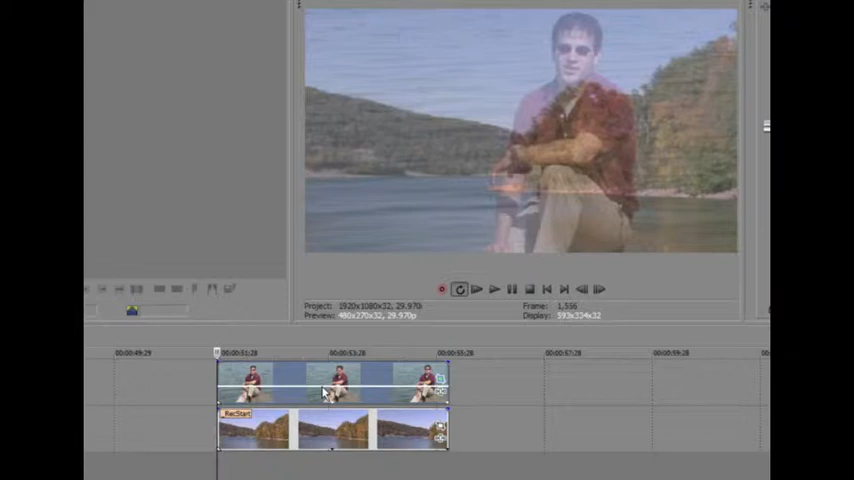 Project: 1920x1080x32, 29.970i
Frame: 1,556
Preview: 480x270x32, 29.970p
Display: 593x334x32
00:00:49;29
00:00:51;28
00:00:53;28
00:00:55;28
00:00:57;28
00:00:59;28
_RecStart